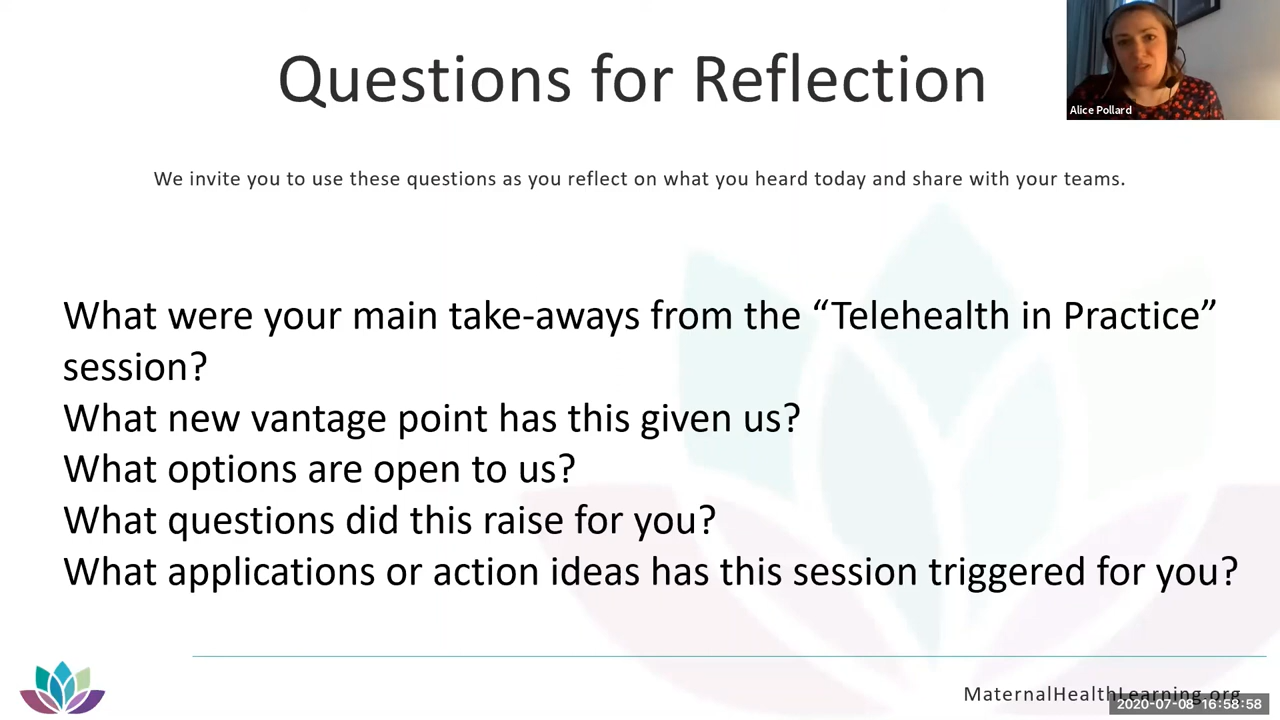 Questions for Reflection
Alice Pollard
We invite you to use these questions as you reflect on what you heard today and share with your teams.
What were your main take-aways from the “Telehealth in Practice”
session?
What new vantage point has this given us?
What options are open to us?
What questions did this raise for you?
What applications or action ideas has this session triggered for you?
MaternalHealthLearning.org
2020-07-08 16:58:58